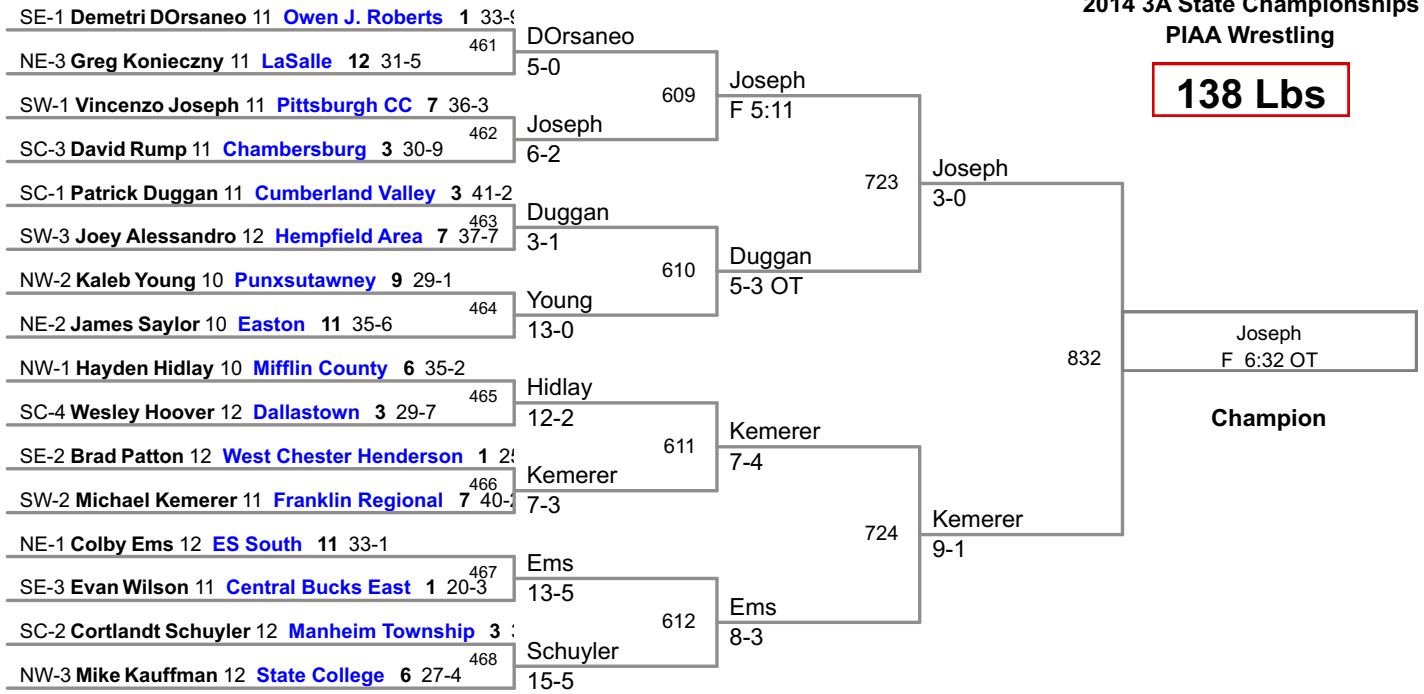 2014 3A State Championships
PIAA Wrestling
138 Lbs
SE-1 Demetri DOrsaneo 11 Owen J. Roberts 1 33-9
461
NE-3 Greg Konieczny 11 LaSalle 12 31-5
DOrsaneo
5-0
SW-1 Vincenzo Joseph 11 Pittsburgh CC 7 36-3
462
SC-3 David Rump 11 Chambersburg 3 30-9
Joseph
6-2
609
Joseph
F 5:11
SC-1 Patrick Duggan 11 Cumberland Valley 3 41-2
463
SW-3 Joey Alessandro 12 Hempfield Area 7 37-7
Duggan
3-1
NW-2 Kaleb Young 10 Punxsutawney 9 29-1
464
NE-2 James Saylor 10 Easton 11 35-6
Young
13-0
610
Duggan
5-3 OT
723
Joseph
3-0
NW-1 Hayden Hidlay 10 Mifflin County 6 35-2
465
SC-4 Wesley Hoover 12 Dallastown 3 29-7
Hidlay
12-2
SE-2 Brad Patton 12 West Chester Henderson 1
466
SW-2 Michael Kemerer 11 Franklin Regional 7
Kemerer
7-3
611
Kemerer
7-4
NE-1 Colby Ems 12 ES South 11 33-1
467
SE-3 Evan Wilson 11 Central Bucks East 1 20-3
Ems
13-5
SC-2 Cortlandt Schuyler 12 Manheim Township 3
468
NW-3 Mike Kauffman 12 State College 6 27-4
Schuyler
15-5
612
Ems
8-3
724
Kemerer
9-1
832
Joseph
F 6:32 OT
Champion